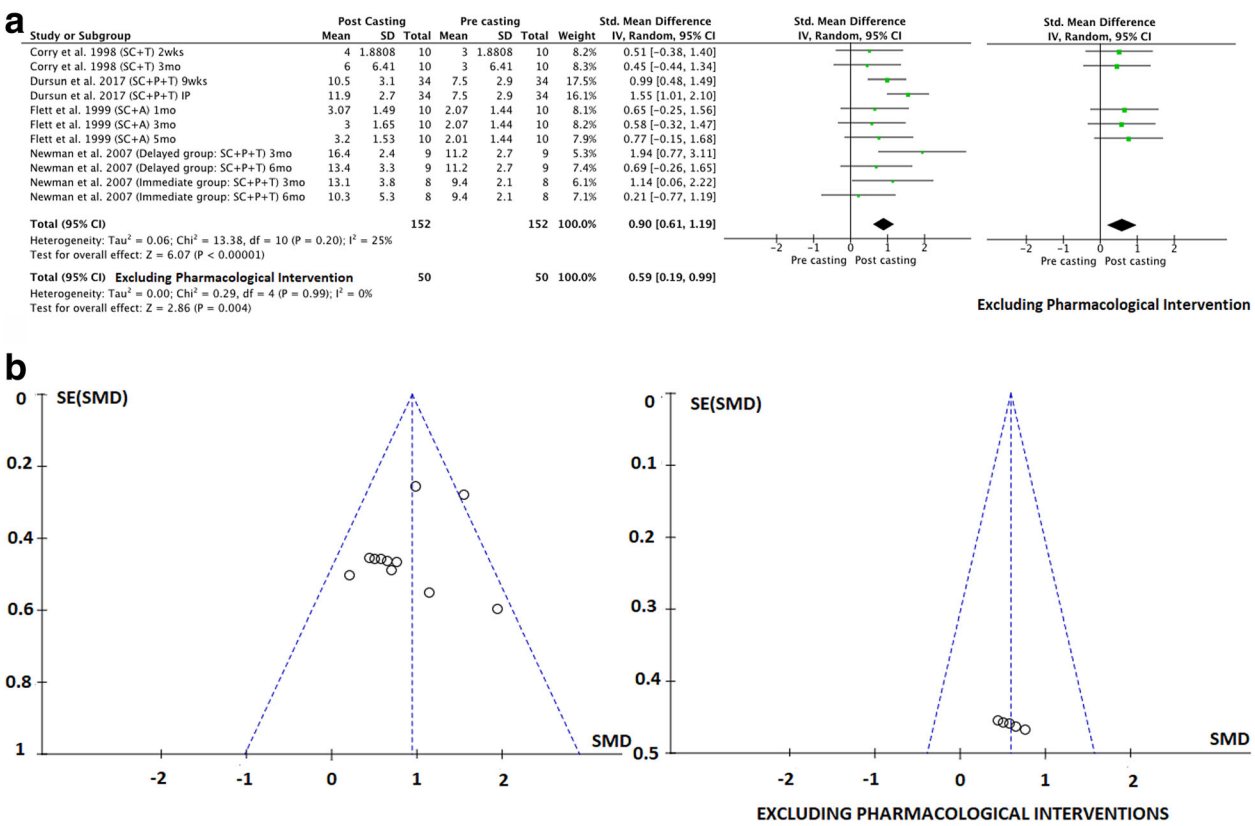 a
Post Casting Pre casting Std. Mean Difference Std. Mean Difference Std. Mean Difference
Study or Subgroup Mean SD Total Mean SD Total Weight IV, Random, 95% CI IV, Random, 95% CI IV, Random, 95% CI
Corry et al. 1998 (SC+T) 2wks 4 1.8808 10 3 1.8808 10 8.2% 0.51 [−0.38, 1.40]
Corry et al. 1998 (SC+T) 3mo 6 6.41 10 3 6.41 10 8.3% 0.45 [−0.44, 1.34]
Dursun et al. 2017 (SC+P+T) 9wks 10.5 3.1 34 7.5 2.9 34 17.5% 0.99 [0.48, 1.49]
Dursun et al. 2017 (SC+P+T) IP 11.9 2.7 34 7.5 2.9 34 16.1% 1.55 [1.01, 2.10]
Flett et al. 1999 (SC+A) 1mo 3.07 1.49 10 2.07 1.44 10 8.1% 0.65 [−0.25, 1.56]
Flett et al. 1999 (SC+A) 3mo 3 1.65 10 2.07 1.44 10 8.1% 0.58 [−0.32, 1.47]
Flett et al. 1999 (SC+A) 5mo 3.2 1.53 10 2.01 1.44 10 7.9% 0.77 [−0.15, 1.68]
Newman et al. 2007 (Delayed group: SC+P+T) 3mo 16.4 2.4 9 11.2 2.7 9 5.3% 1.94 [0.77, 3.11]
Newman et al. 2007 (Delayed group: SC+P+T) 6mo 13.4 3.3 9 11.2 2.7 9 7.4% 0.69 [−0.26, 1.65]
Newman et al. 2007 (Immediate group: SC+P+T) 3mo 13.1 3.8 8 9.4 2.1 8 6.1% 1.14 [0.06, 2.22]
Newman et al. 2007 (Immediate group: SC+P+T) 6mo 10.3 5.3 8 9.4 2.1 8 7.1% 0.21 [−0.77, 1.19]
Total (95% CI) 152 152 100.0% 0.90 [0.61, 1.19]
Heterogeneity: Tau² = 0.06; Chi² = 13.38, df = 10 (P = 0.20); I² = 25%
Test for overall effect: Z = 6.07 (P < 0.00001)
−2 −1 0 1 2 −2 −1 0 1 2
Pre casting Post casting Pre casting Post casting
Total (95% CI) Excluding Pharmacological Intervention 50 50 100.0% 0.59 [0.19, 0.99]
Heterogeneity: Tau² = 0.00; Chi² = 0.29, df = 4 (P = 0.99); I² = 0%
Test for overall effect: Z = 2.86 (P = 0.004)
Excluding Pharmacological Intervention
b
0 SE(SMD)
0.2
0.4
0.6
0.8
1
SMD
-2 -1 0 1 2
0 SE(SMD)
0.1
0.2
0.3
0.4
0.5
SMD
-2 -1 0 1 2
EXCLUDING PHARMACOLOGICAL INTERVENTIONS